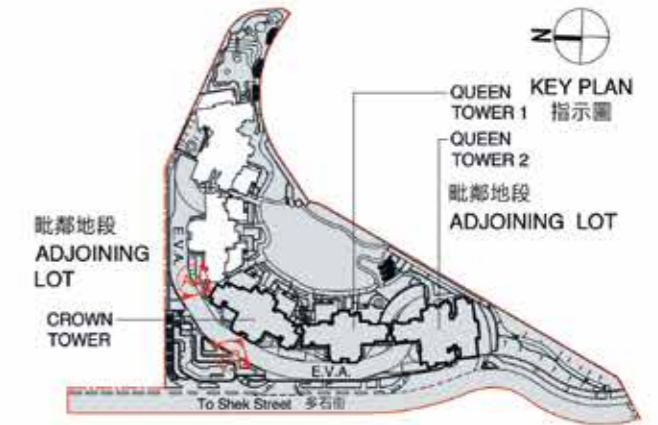 N
QUEEN
TOWER 1
KEY PLAN
指示圖
QUEEN
TOWER 2
毗鄰地段
ADJOINING LOT
毗鄰地段
ADJOINING
LOT
E.V.A.
CROWN
TOWER
E.V.A.
To Shek Street 多石街